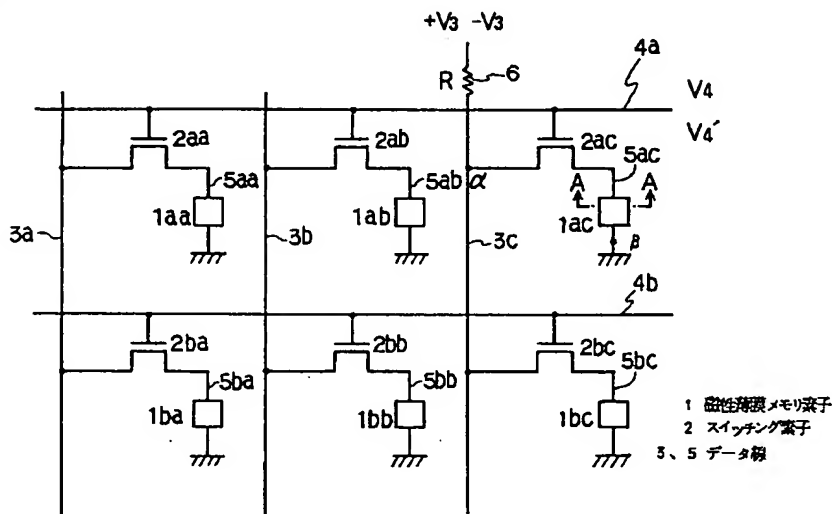 +V3 -V3
R 6
4a
V4
V4'
2aa 2ab 2ac
5aa 5ab α 5ac
A A
1aa 1ab 1ac
β
3a 3b 3c
4b
2ba 2bb 2bc
5ba 5bb 5bc
1ba 1bb 1bc
1 磁性薄膜メモリ素子
2 スイッチング素子
3、5 データ線